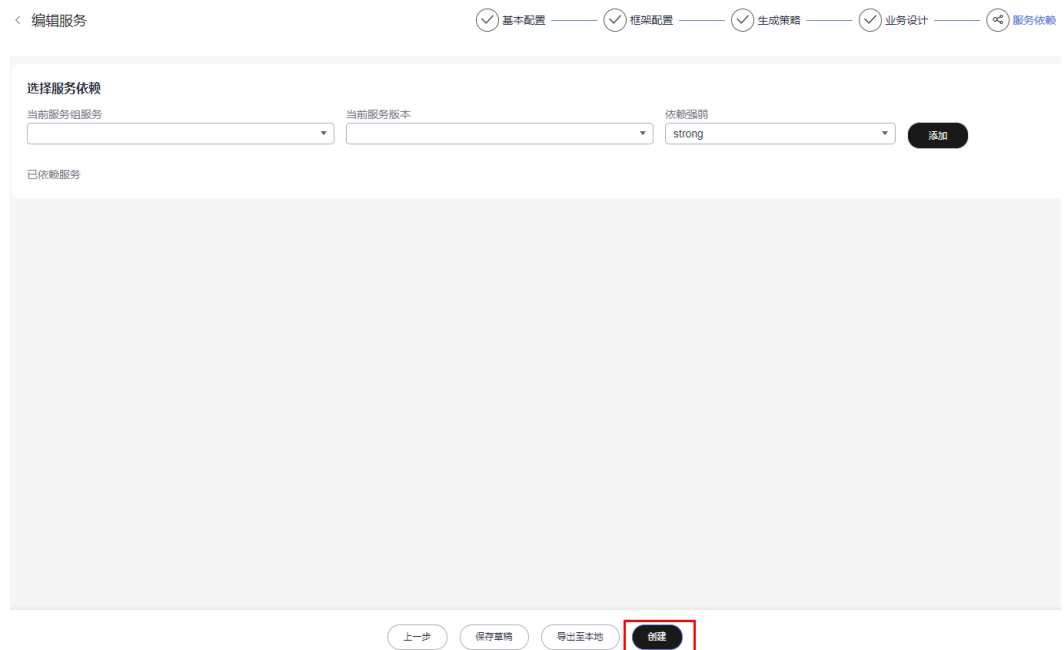 编辑服务
基本配置 框架配置 生成策略 业务设计 服务依赖
选择服务依赖
当前服务组服务 当前服务版本 依赖强弱
strong 添加
已依赖服务
上一步 保存草稿 导出至本地 创建